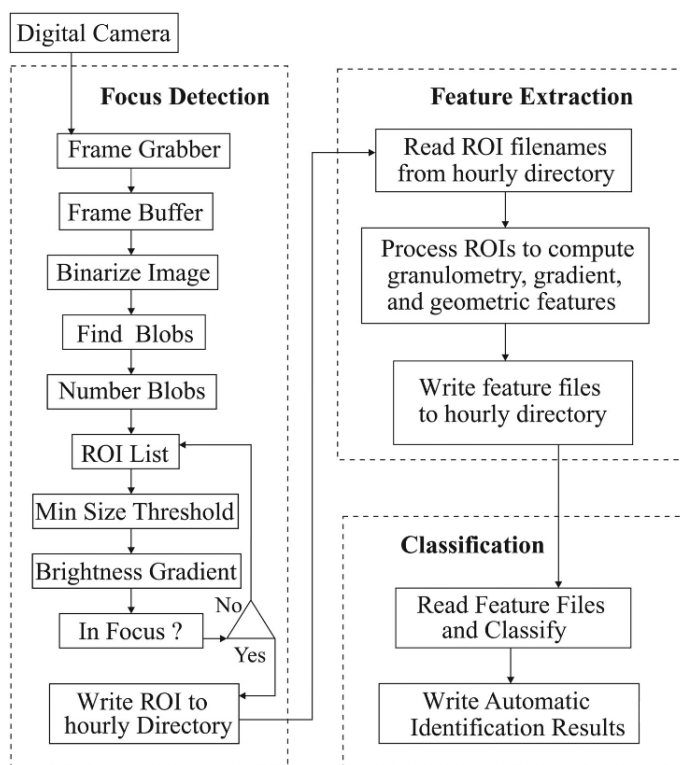 Digital Camera
Focus Detection
Frame Grabber
Frame Buffer
Binarize Image
Find Blobs
Number Blobs
ROI List
Min Size Threshold
Brightness Gradient
In Focus ?
No
Yes
Write ROI to
hourly Directory
Feature Extraction
Read ROI filenames
from hourly directory
Process ROIs to compute
granulometry, gradient,
and geometric features
Write feature files
to hourly directory
Classification
Read Feature Files
and Classify
Write Automatic
Identification Results